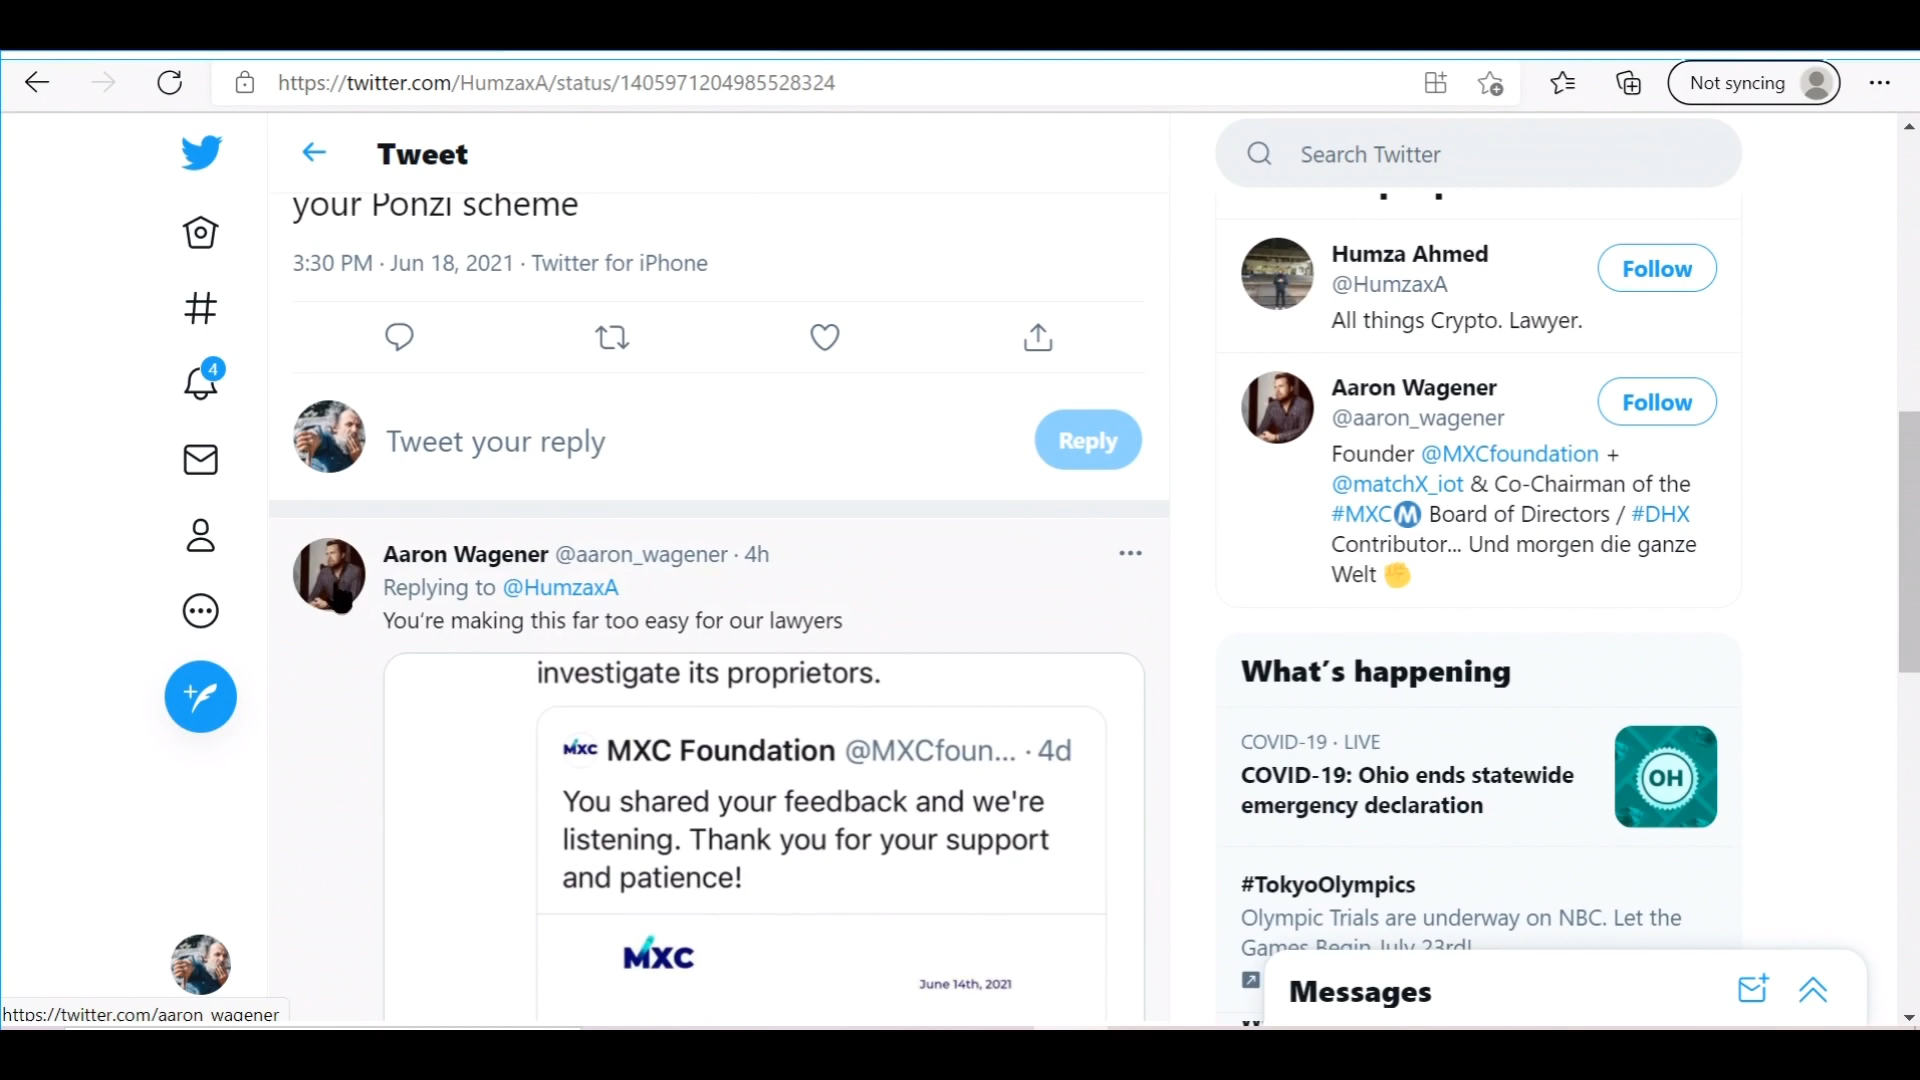 https://twitter.com/HumzaxA/status/1405971204985528324
Not syncing
Tweet
your Ponzi scheme
3:30 PM · Jun 18, 2021 · Twitter for iPhone
4
Tweet your reply
Reply
Aaron Wagener @aaron_wagener · 4h
Replying to @HumzaxA
You're making this far too easy for our lawyers
investigate its proprietors.
MXC MXC Foundation @MXCfoun... · 4d
You shared your feedback and we're
listening. Thank you for your support
and patience!
MXC
June 14th, 2021
Search Twitter
Humza Ahmed
@HumzaxA
Follow
All things Crypto. Lawyer.
Aaron Wagener
@aaron_wagener
Follow
Founder @MXCfoundation +
@matchX_iot & Co-Chairman of the
#MXC Board of Directors / #DHX
Contributor... Und morgen die ganze
Welt ✊
What's happening
COVID-19 · LIVE
COVID-19: Ohio ends statewide
emergency declaration
OH
#TokyoOlympics
Olympic Trials are underway on NBC. Let the
Games Begin July 23rd!
Messages
https://twitter.com/aaron_wagener